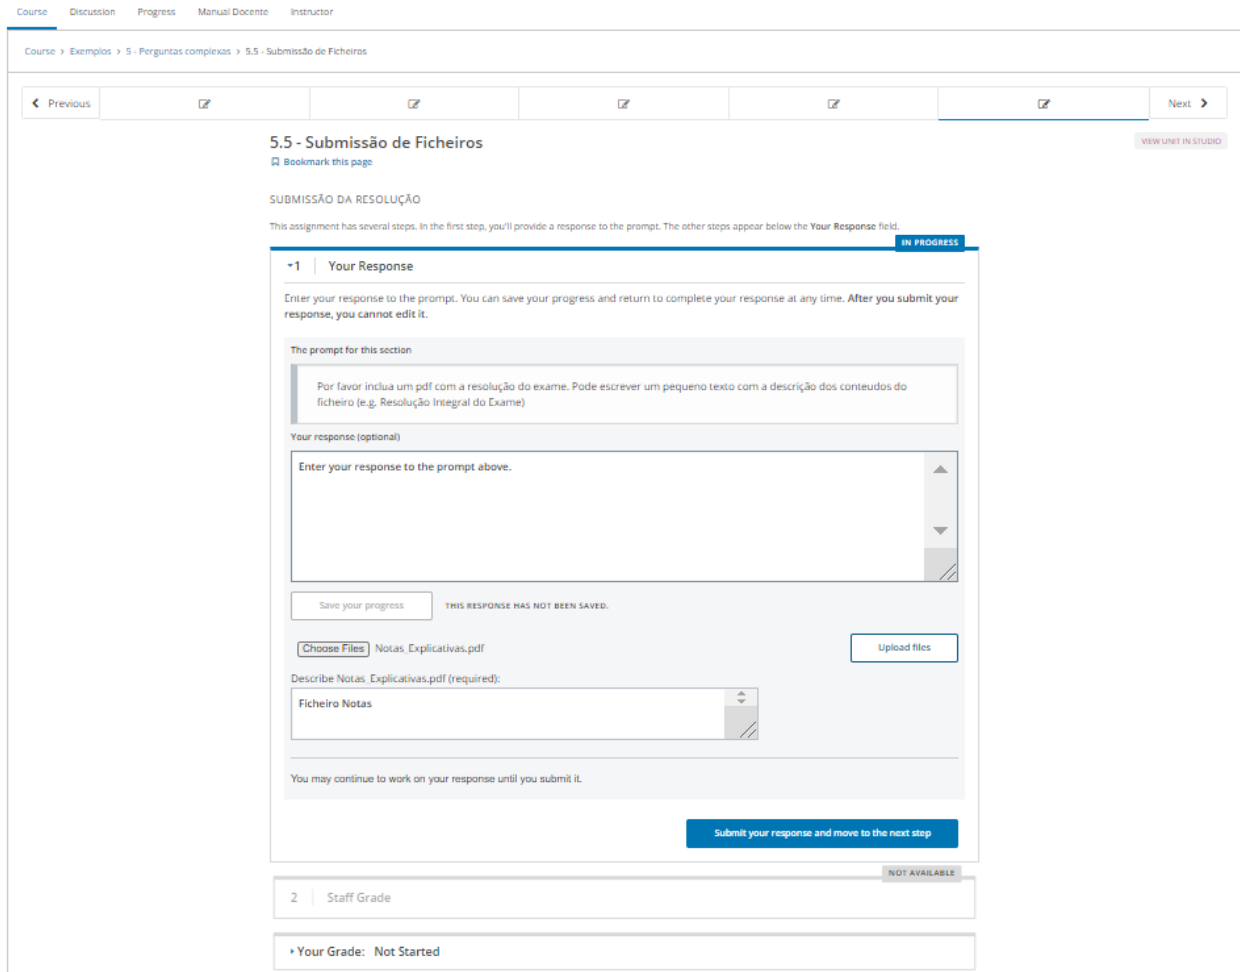 Course Discussion Progress Manual Docente Instructor
Course > Exemplos > 5 - Perguntas complexas > 5.5 - Submissão de Ficheiros
Previous
Next
5.5 - Submissão de Ficheiros
VIEW UNIT IN STUDIO
Bookmark this page
SUBMISSÃO DA RESOLUÇÃO
This assignment has several steps. In the first step, you'll provide a response to the prompt. The other steps appear below the Your Response field.
IN PROGRESS
1 Your Response
Enter your response to the prompt. You can save your progress and return to complete your response at any time. After you submit your
response, you cannot edit it.
The prompt for this section
Por favor inclua um pdf com a resolução do exame. Pode escrever um pequeno texto com a descrição dos conteudos do
ficheiro (e.g. Resolução Integral do Exame)
Your response (optional)
Enter your response to the prompt above.
Save your progress THIS RESPONSE HAS NOT BEEN SAVED.
Choose Files Notas_Explicativas.pdf Upload files
Describe Notas_Explicativas.pdf (required):
Ficheiro Notas
You may continue to work on your response until you submit it.
Submit your response and move to the next step
NOT AVAILABLE
2 Staff Grade
Your Grade: Not Started